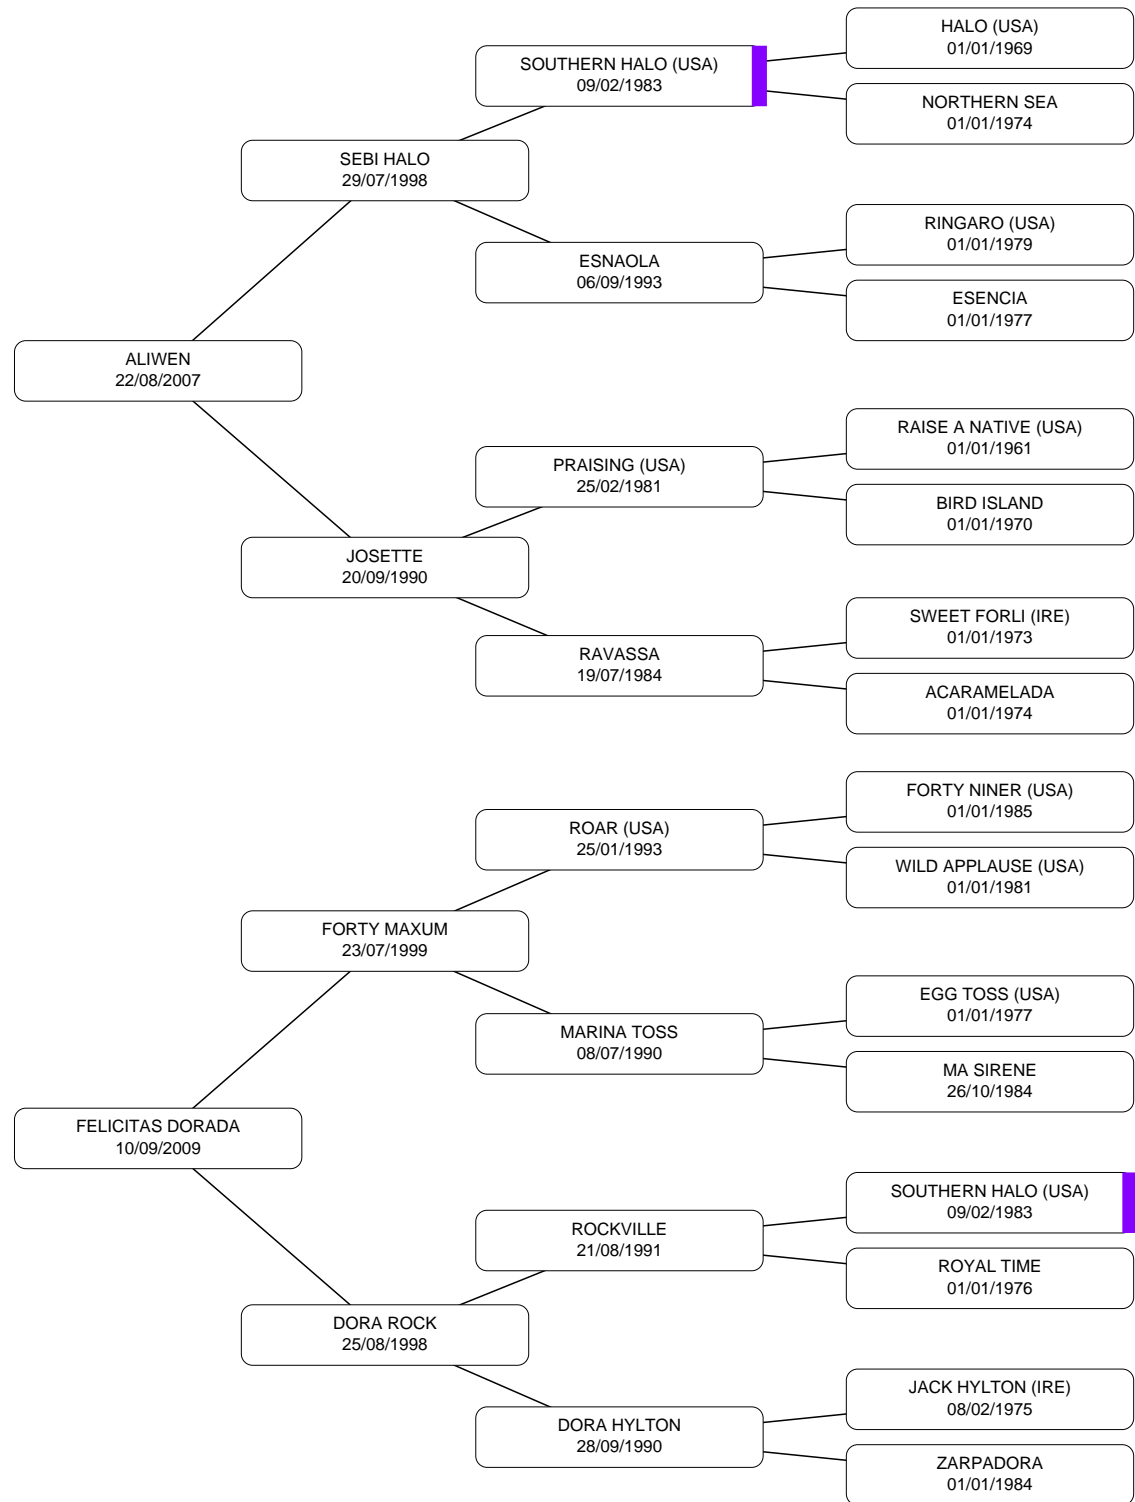 HALO (USA)
01/01/1969
SOUTHERN HALO (USA)
09/02/1983
NORTHERN SEA
01/01/1974
SEBI HALO
29/07/1998
RINGARO (USA)
01/01/1979
ESNAOLA
06/09/1993
ESENCIA
01/01/1977
ALIWEN
22/08/2007
RAISE A NATIVE (USA)
01/01/1961
PRAISING (USA)
25/02/1981
BIRD ISLAND
01/01/1970
JOSETTE
20/09/1990
SWEET FORLI (IRE)
01/01/1973
RAVASSA
19/07/1984
ACARAMELADA
01/01/1974
FORTY NINER (USA)
01/01/1985
ROAR (USA)
25/01/1993
WILD APPLAUSE (USA)
01/01/1981
FORTY MAXUM
23/07/1999
EGG TOSS (USA)
01/01/1977
MARINA TOSS
08/07/1990
MA SIRENE
26/10/1984
FELICITAS DORADA
10/09/2009
SOUTHERN HALO (USA)
09/02/1983
ROCKVILLE
21/08/1991
ROYAL TIME
01/01/1976
DORA ROCK
25/08/1998
JACK HYLTON (IRE)
08/02/1975
DORA HYLTON
28/09/1990
ZARPADORA
01/01/1984